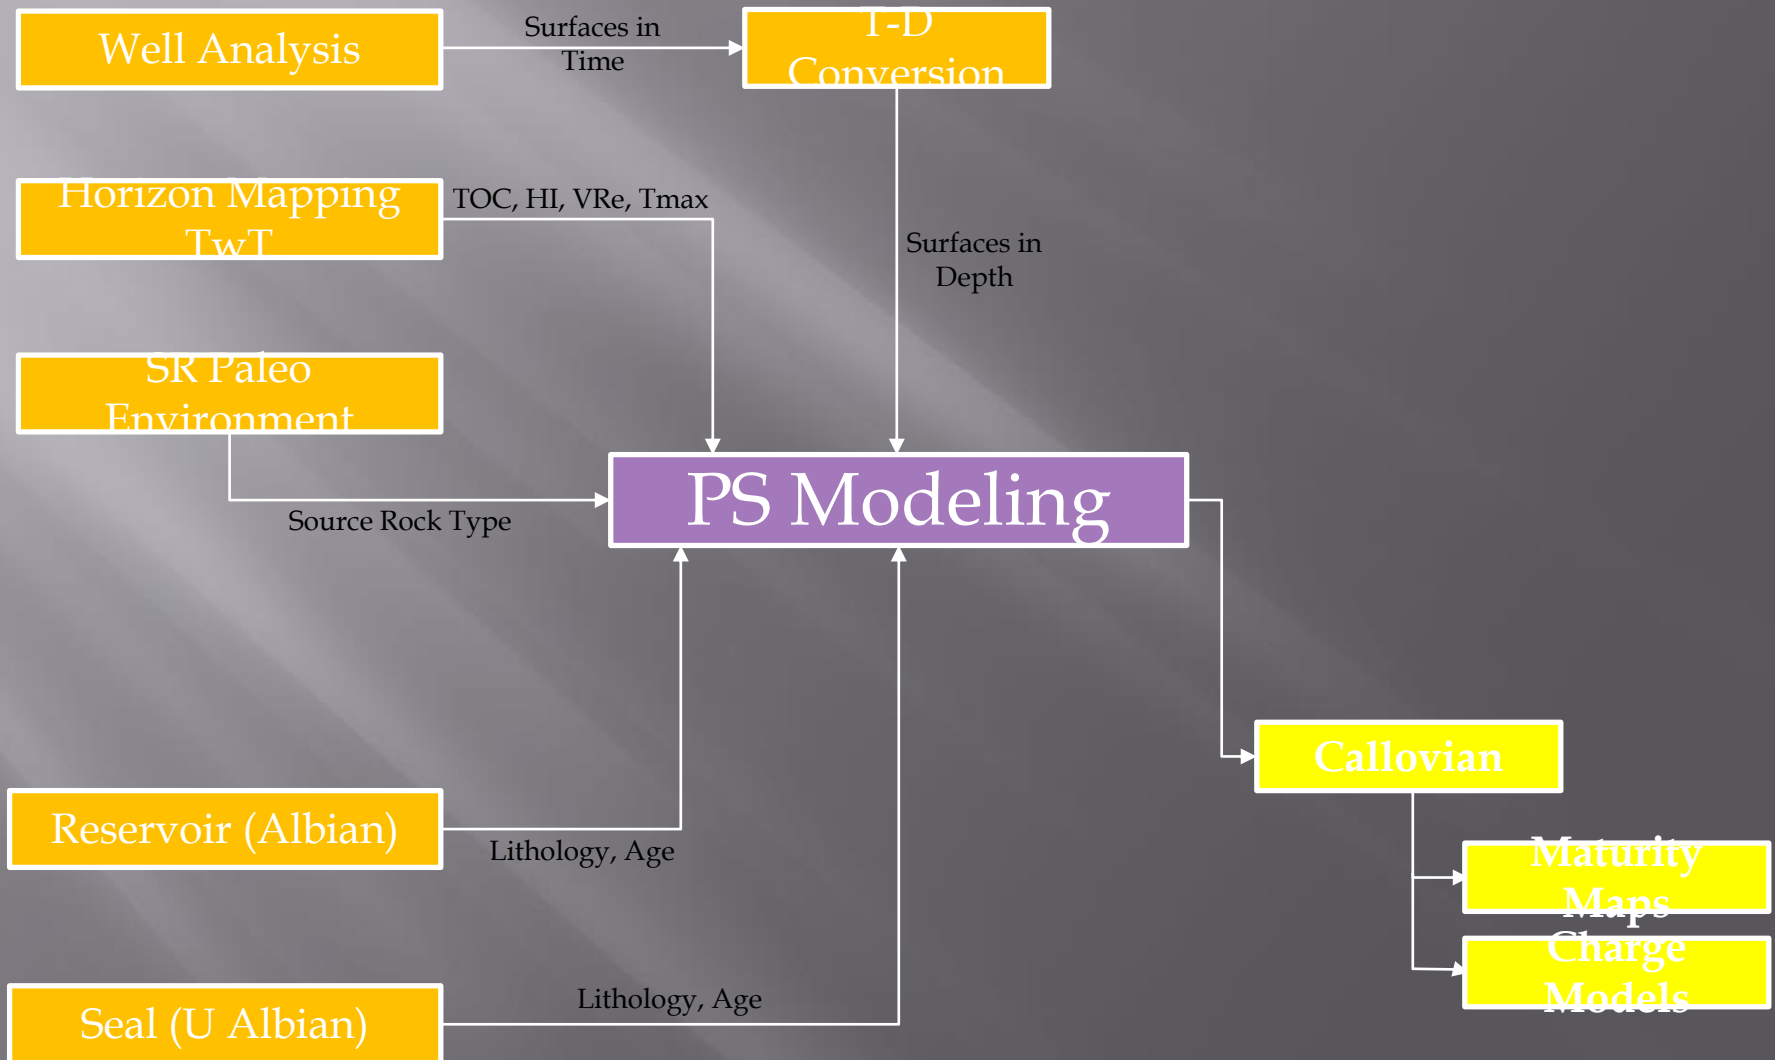 Well Analysis
Surfaces in
Time
T-D
Conversion
Horizon Mapping
TwT
TOC, HI, VRe, Tmax
Surfaces in
Depth
SR Paleo
Environment
Source Rock Type
PS Modeling
Callovian
Reservoir (Albian)
Lithology, Age
Maturity
Maps
Charge
Models
Seal (U Albian)
Lithology, Age